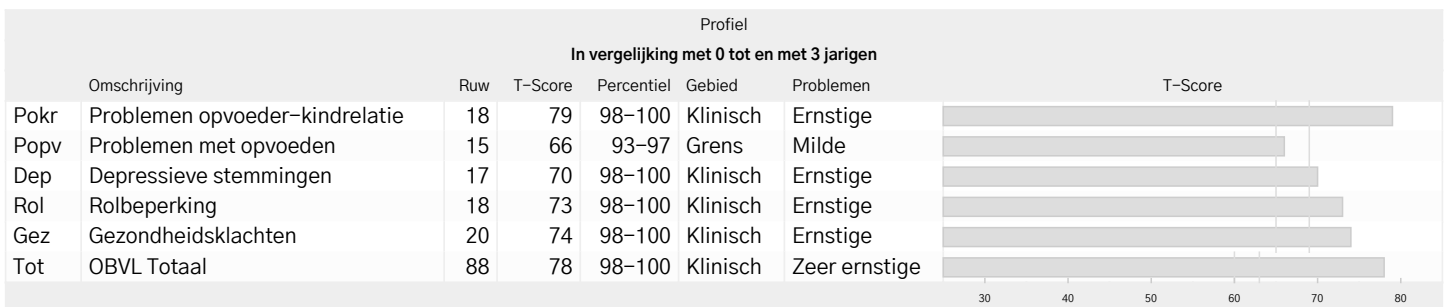 Profiel
In vergelijking met 0 tot en met 3 jarigen
Omschrijving Ruw T-Score Percentiel Gebied Problemen T-Score
Pokr Problemen opvoeder-kindrelatie 18 79 98-100 Klinisch Ernstige
Popv Problemen met opvoeden 15 66 93-97 Grens Milde
Dep Depressieve stemmingen 17 70 98-100 Klinisch Ernstige
Rol Rolbeperking 18 73 98-100 Klinisch Ernstige
Gez Gezondheidsklachten 20 74 98-100 Klinisch Ernstige
Tot OBVL Totaal 88 78 98-100 Klinisch Zeer ernstige
30 40 50 60 70 80